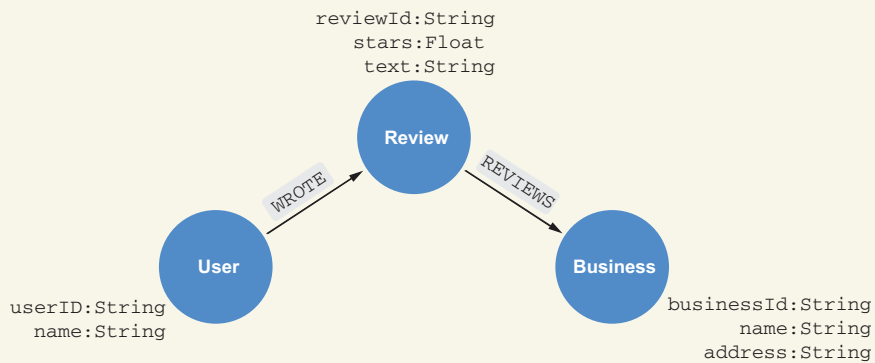 reviewId:String
stars:Float
text:String
Review
WROTE
REVIEWS
User
Business
userID:String
name:String
businessId:String
name:String
address:String